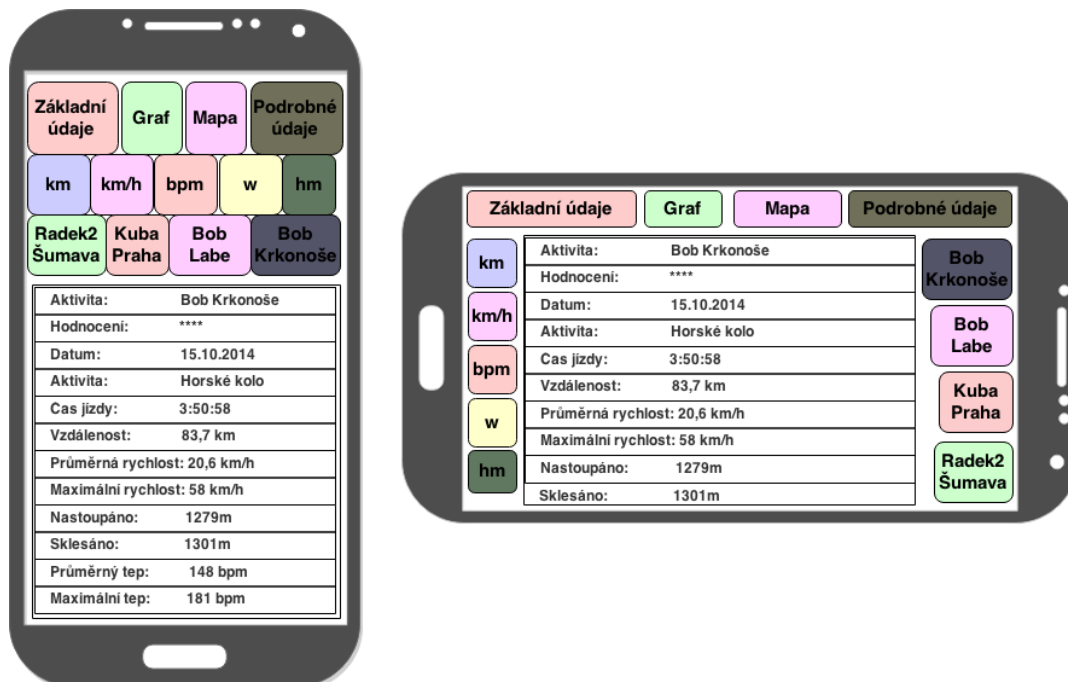 Základní údaje
Graf
Mapa
Podrobné údaje
km
km/h
bpm
w
hm
Radek2 Šumava
Kuba Praha
Bob Labe
Bob Krkonoše
Aktivita: Bob Krkonoše
Hodnocení: ****
Datum: 15.10.2014
Aktivita: Horské kolo
Čas jízdy: 3:50:58
Vzdálenost: 83,7 km
Průměrná rychlost: 20,6 km/h
Maximální rychlost: 58 km/h
Nastoupáno: 1279m
Sklesáno: 1301m
Průměrný tep: 148 bpm
Maximální tep: 181 bpm
Základní údaje
Graf
Mapa
Podrobné údaje
km
km/h
bpm
w
hm
Aktivita: Bob Krkonoše
Hodnocení: ****
Datum: 15.10.2014
Aktivita: Horské kolo
Čas jízdy: 3:50:58
Vzdálenost: 83,7 km
Průměrná rychlost: 20,6 km/h
Maximální rychlost: 58 km/h
Nastoupáno: 1279m
Sklesáno: 1301m
Bob Krkonoše
Bob Labe
Kuba Praha
Radek2 Šumava